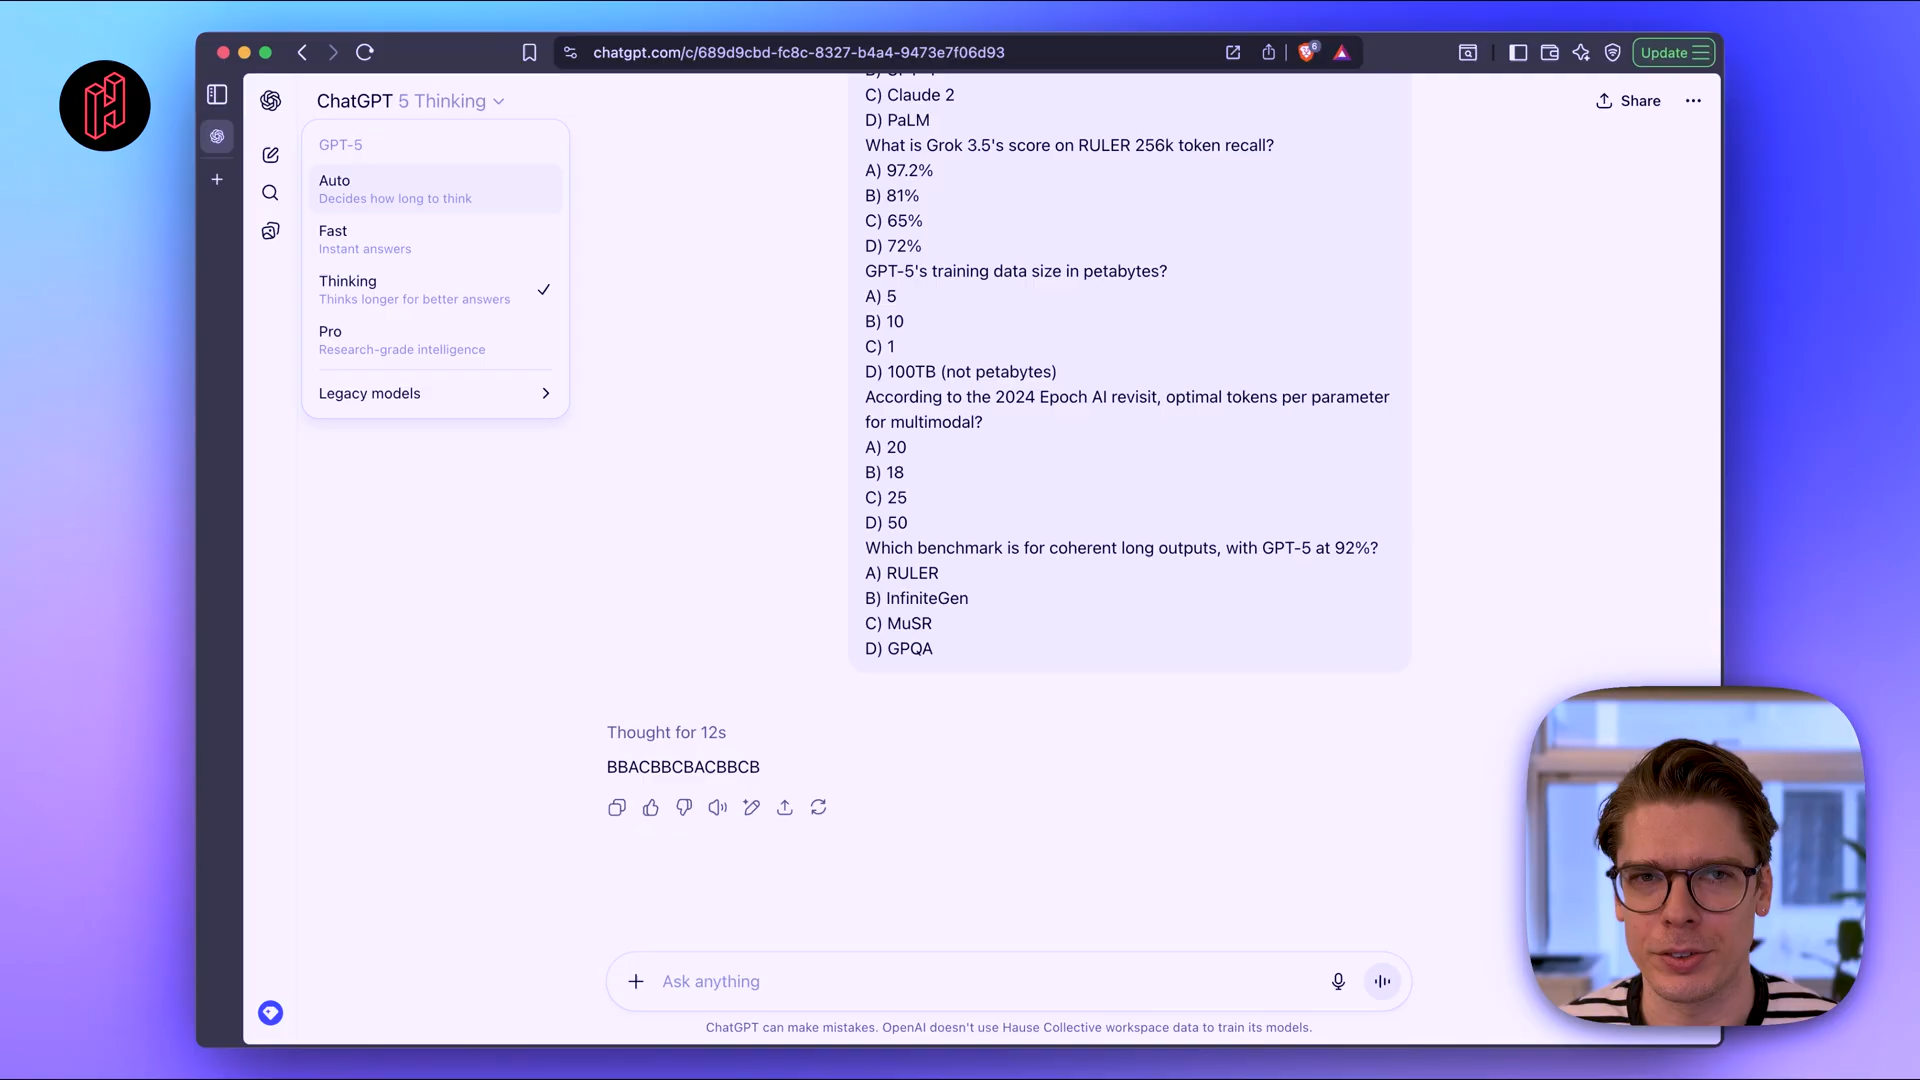 chatgpt.com/c/689d9cbd-fc8c-8327-b4a4-9473e7f06d93
6
Update
ChatGPT 5 Thinking
Share
GPT-5
Auto
Decides how long to think
Fast
Instant answers
Thinking
Thinks longer for better answers
Pro
Research-grade intelligence
Legacy models
C) Claude 2
D) PaLM
What is Grok 3.5's score on RULER 256k token recall?
A) 97.2%
B) 81%
C) 65%
D) 72%
GPT-5's training data size in petabytes?
A) 5
B) 10
C) 1
D) 100TB (not petabytes)
According to the 2024 Epoch AI revisit, optimal tokens per parameter
for multimodal?
A) 20
B) 18
C) 25
D) 50
Which benchmark is for coherent long outputs, with GPT-5 at 92%?
A) RULER
B) InfiniteGen
C) MuSR
D) GPQA
Thought for 12s
BBACBBCBACBBCB
Ask anything
ChatGPT can make mistakes. OpenAI doesn't use Hause Collective workspace data to train its models.